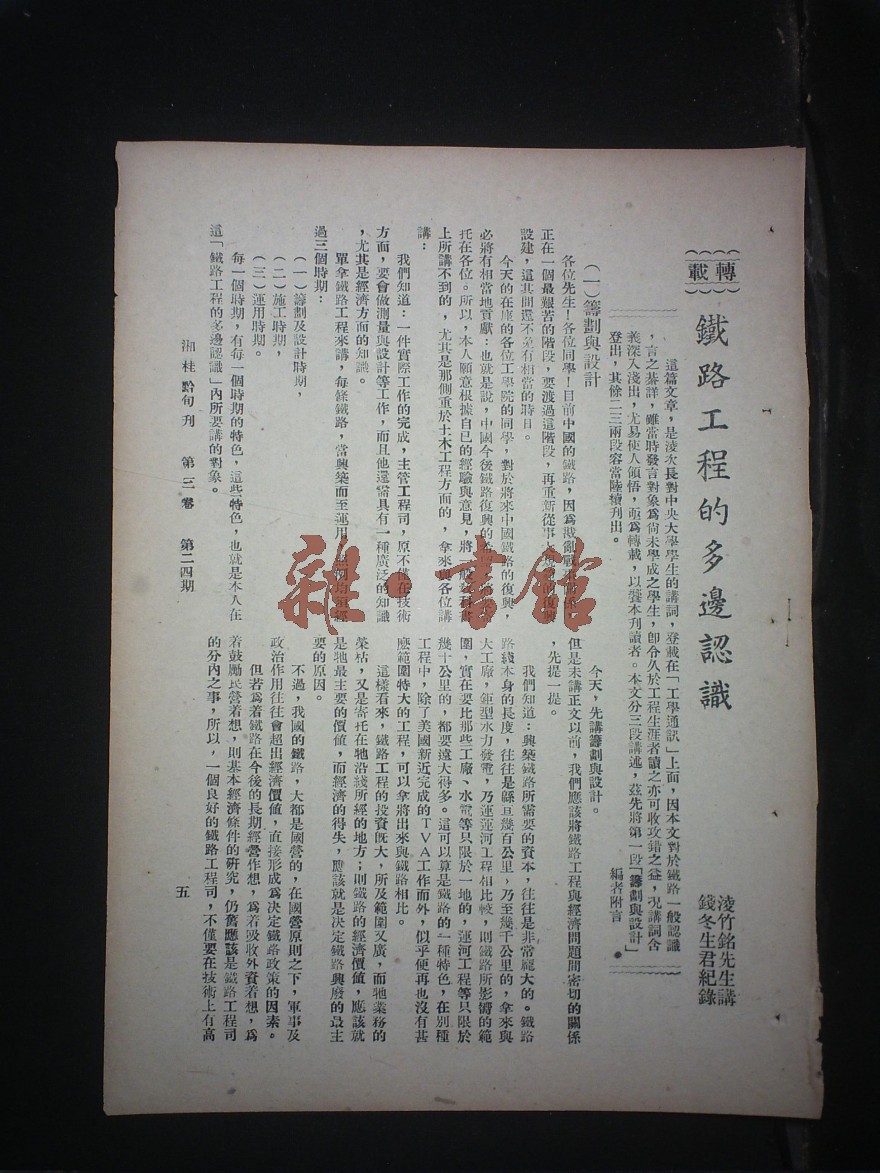 轉載
鐵路工程的多邊認識
淩竹銘先生講
錢冬生君紀錄
這篇文章，是淩次長對中央大學學生的講詞，登載在「工學通訊」上面，因本文對於鐵路一般認識
，言之綦詳，雖當時發言對象爲尙未學成之學生，卽令久於工程生涯者讀之亦可收攻錯之益，況講詞含
義深入淺出，尤易使人領悟，亟爲轉載，以饗本刊讀者。本文分三段講述，茲先將第一段「籌劃與設計」
登出，其餘二三兩段容當陸續刊出。
編者附言。
（一）籌劃與設計
各位先生！各位同學！目前中國的鐵路，因爲戡亂戰事關係，
正在一個最艱苦的階段，要渡過這階段，再重新從事大規模的復興
設建，這其間還不免有相當的時日。
今天的在座的各位工學院的同學，對於將來中國鐵路的復興，
必將有相當地貢獻：也就是說，中國今後鐵路復興的希望
托在各位。所以，本人願意根據自已的經驗與意見，將一般教科書
上所講不到的，尤其是那側重於土木工程方面的，拿來與各位講
講：
我們知道：一件實際工作的完成，主管工程司，原不僅在技術
方面，要會做測量與設計等工作，而且他還需具有一種廣泛的知識
，尤其是經濟方面的知識。
單拿鐵路工程來講，每條鐵路，當興築而至運用，照例均須經
過三個時期：
（一）籌劃及設計時期，
（二）施工時期，
（三）運用時期。
每一個時期，有每一個時期的特色，這些特色，也就是本人在
這「鐵路工程的多邊認識」內所要講的對象。
今天，先講籌劃與設計。
但是未講正文以前，我們應該將鐵路工程與經濟問題間密切的關係
，先提一提。
我們知道：興築鐵路所需要的資本，往往是非常龐大的。鐵路
路綫本身的長度，往往是緜亘幾百公里，乃至幾千公里的，拿來與
大工廠，鉅型水力發電，乃運運河工程相比較，則鐵路所影響的範
圍，實在要比那些工廠、水電等只限於一地的，運河工程等只限於
幾十公里的，都要遠大得多。這可以算是鐵路的一種特色，在別種
工程中，除了美國新近完成的TVA工作而外，似乎便再也沒有甚
麽範圍特大的工程，可以拿將出來與鐵路相比。
這樣看來，鐵路工程的投資旣大，所及範圍又廣，而牠業務的
榮枯，又是寄托在牠沿綫所經的地方；則鐵路的經濟價値，應該就
是牠最主要的價値，而經濟的得失，應該就是決定鐵路興廢的最主
要的原因。
不過，我國的鐵路，大都是國營的，在國營原則之下，軍事及
政治作用往往會超出經濟價値，直接形成爲決定鐵路政策的因素。
但若爲着鐵路在今後的長期經營作想，爲着吸收外資着想，爲
着鼓勵民營着想，則基本經濟條件的硏究，仍舊應該是鐵路工程司
的分內之事，所以，一個良好的鐵路工程司，不僅要在技術上有高
湘桂黔旬刊　第三卷　第二四期
五
雜書館